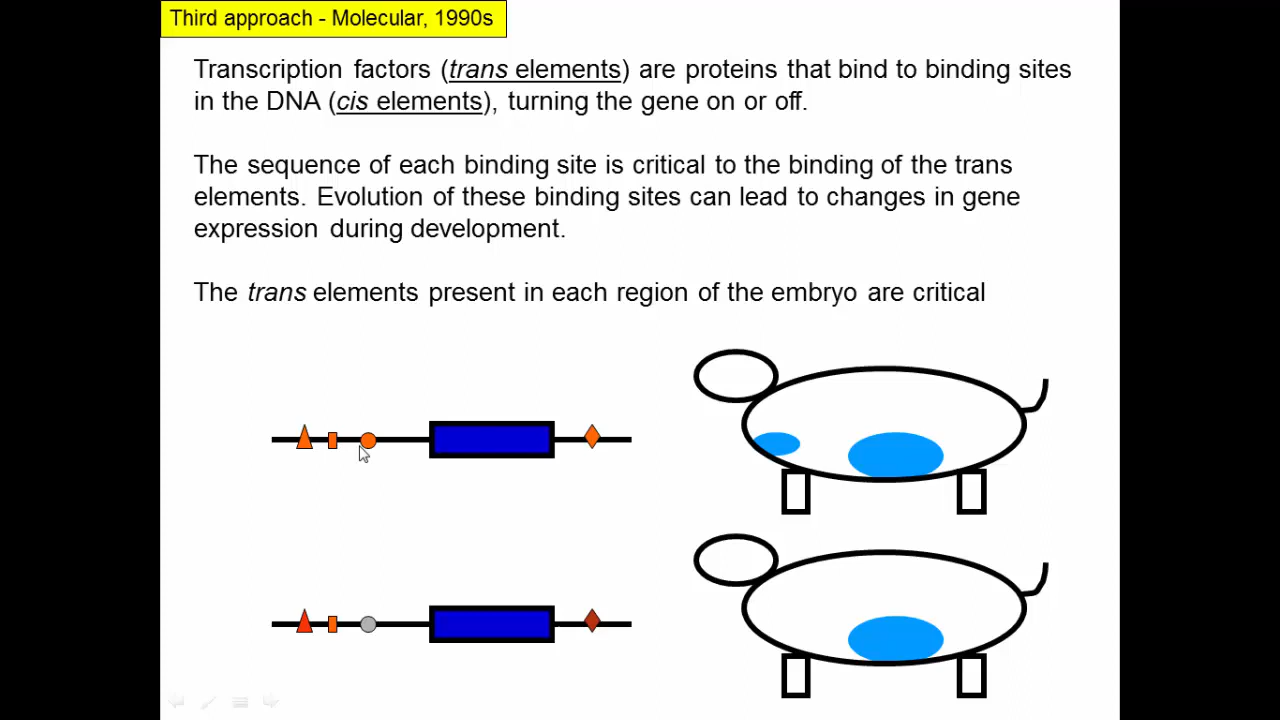 Third approach - Molecular, 1990s
Transcription factors (trans elements) are proteins that bind to binding sites
in the DNA (cis elements), turning the gene on or off.
The sequence of each binding site is critical to the binding of the trans
elements. Evolution of these binding sites can lead to changes in gene
expression during development.
The trans elements present in each region of the embryo are critical